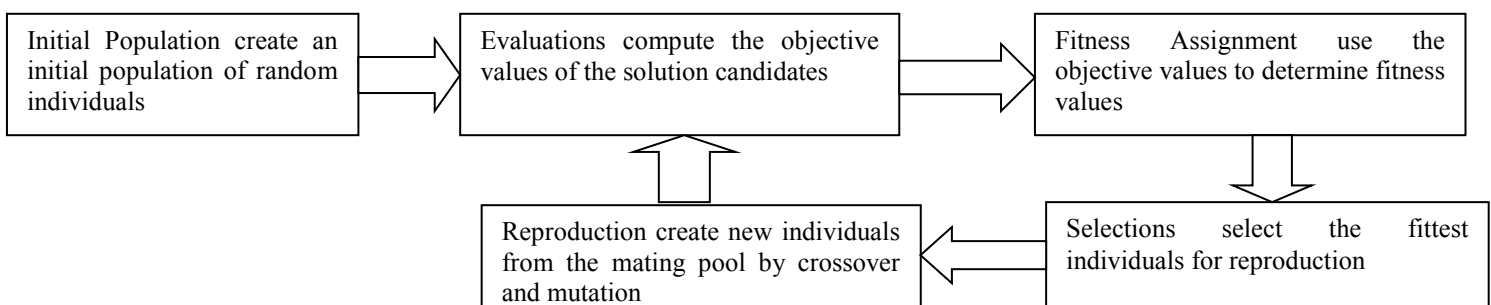 Initial Population create an
initial population of random
individuals
Evaluations compute the objective
values of the solution candidates
Fitness Assignment use the
objective values to determine fitness
values
Selections select the fittest
individuals for reproduction
Reproduction create new individuals
from the mating pool by crossover
and mutation